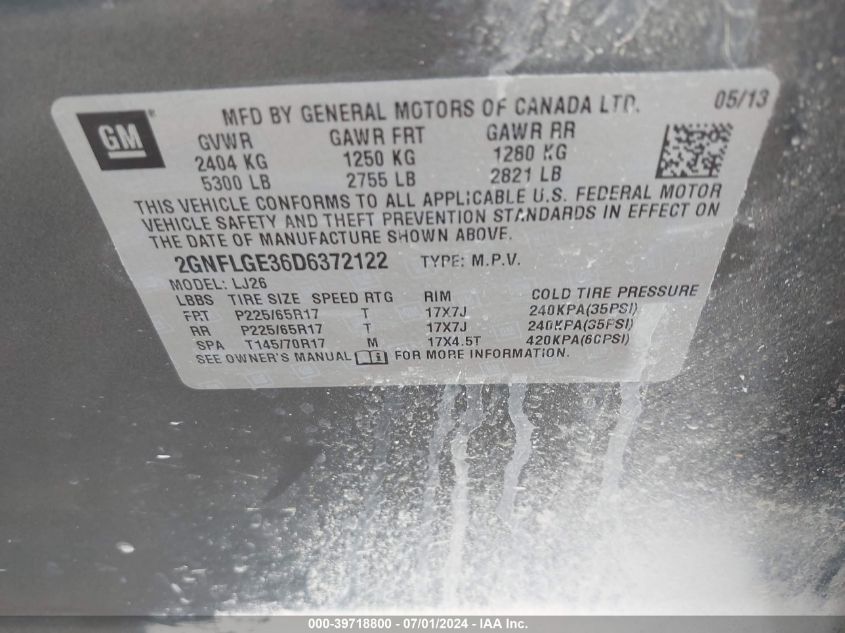 GM
MFD BY GENERAL MOTORS OF CANADA LTD. 05/13
GVWR GAWR FRT GAWR RR
2404 KG 1250 KG 1280 KG
5300 LB 2755 LB 2821 LB
THIS VEHICLE CONFORMS TO ALL APPLICABLE U.S. FEDERAL MOTOR
VEHICLE SAFETY AND THEFT PREVENTION STANDARDS IN EFFECT ON
THE DATE OF MANUFACTURE SHOWN ABOVE.
2GNFLGE36D6372122 TYPE: M.P.V.
MODEL: LJ26
LBBS TIRE SIZE SPEED RTG RIM COLD TIRE PRESSURE
FRT P225/65R17 T 17X7J 240KPA(35PSI)
RR P225/65R17 T 17X7J 240KPA(35PSI)
SPA T145/70R17 M 17X4.5T 420KPA(60PSI)
SEE OWNER'S MANUAL FOR MORE INFORMATION.
000-39718800 - 07/01/2024 - IAA Inc.